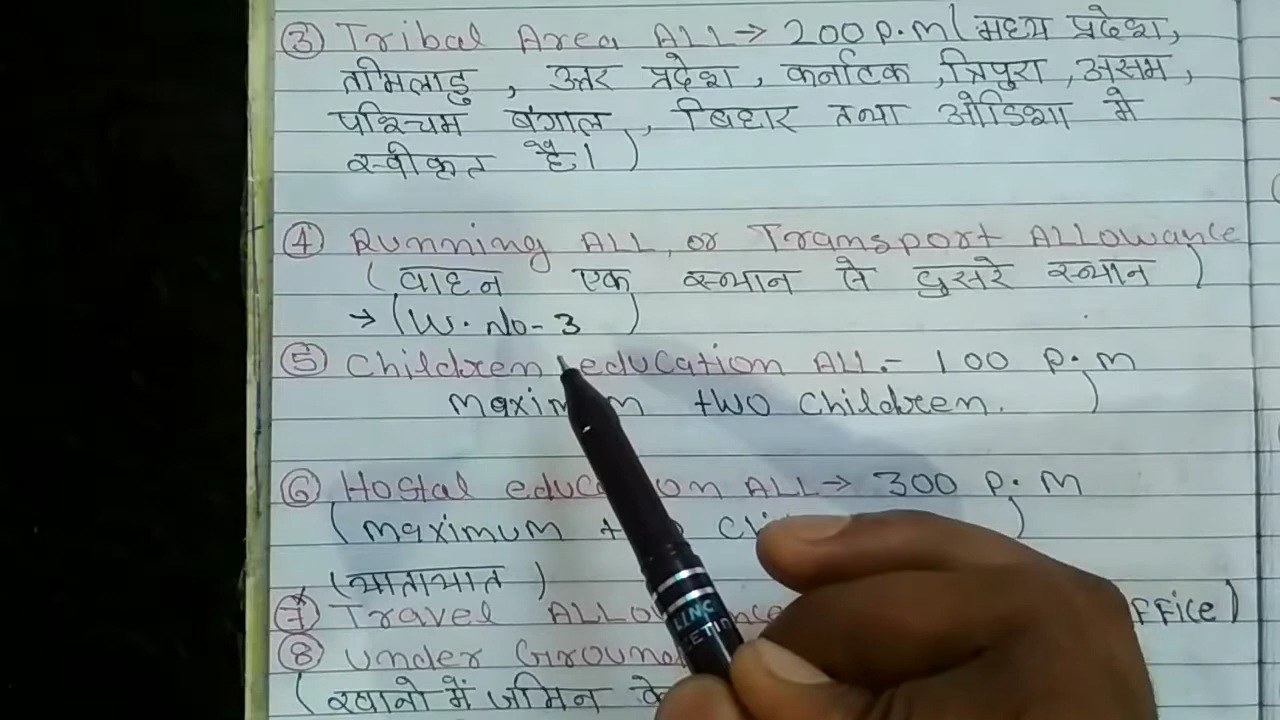 ③ Tribal Area ALL → 200 P.M ( मध्य प्रदेश,
तमिलाडु , उत्तर प्रदेश , कर्नाटक , त्रिपुरा , असम ,
पश्चिम बंगाल , बिहार तथा ओडिशा मे
स्वीकृत है। )
④ Running ALL. or Transport ALLowance
( वाहन एक स्थान से दुसरे स्थान )
→ (W. No- 3 )
⑤ Children education ALL. - 100 P.M
Maximum two children. )
⑥ Hostal education ALL → 300 P.M
( Maximum )
( यातायात )
⑦ Travel ffice)
⑧ under Ground
( खानो में जमिन के